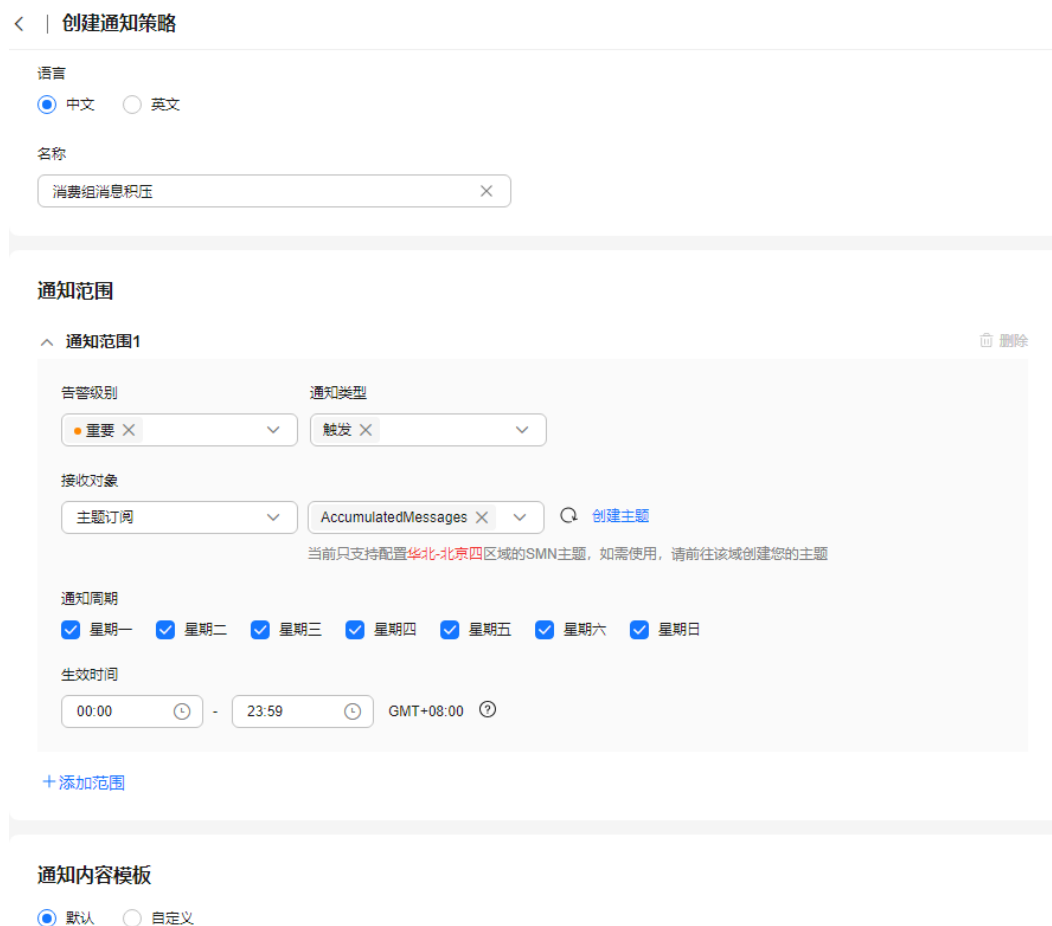 创建通知策略
语言
中文 英文
名称
消费组消息积压
通知范围
通知范围1 删除
告警级别 通知类型
重要 触发
接收对象
主题订阅 AccumulatedMessages 创建主题
当前只支持配置华北-北京四区域的SMN主题，如需使用，请前往该域创建您的主题
通知周期
星期一 星期二 星期三 星期四 星期五 星期六 星期日
生效时间
00:00 - 23:59 GMT+08:00
+添加范围
通知内容模板
默认 自定义